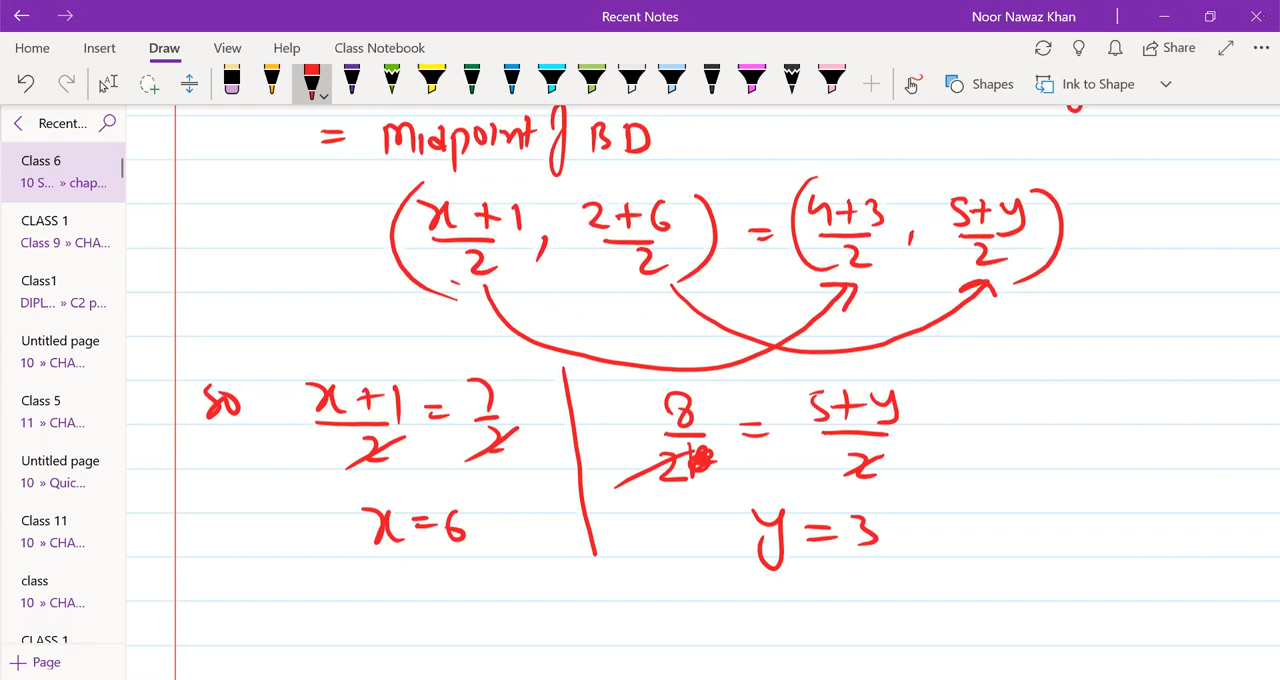 Recent Notes
Noor Nawaz Khan
Home Insert Draw View Help Class Notebook
Share
Shapes
Ink to Shape
Recent...
Class 6
10 S... » chap...
CLASS 1
Class 9 » CHA...
Class1
DIPL... » C2 p...
Untitled page
10 » CHA...
Class 5
11 » CHA...
Untitled page
10 » Quic...
Class 11
10 » CHA...
class
10 » CHA...
CLASS 1
+ Page
= Midpoint of BD
(x+1/2, 2+6/2) = (4+3/2, 5+y/2)
so x+1/2 = 7/2
8/2 = 5+y/2
x=6
y=3